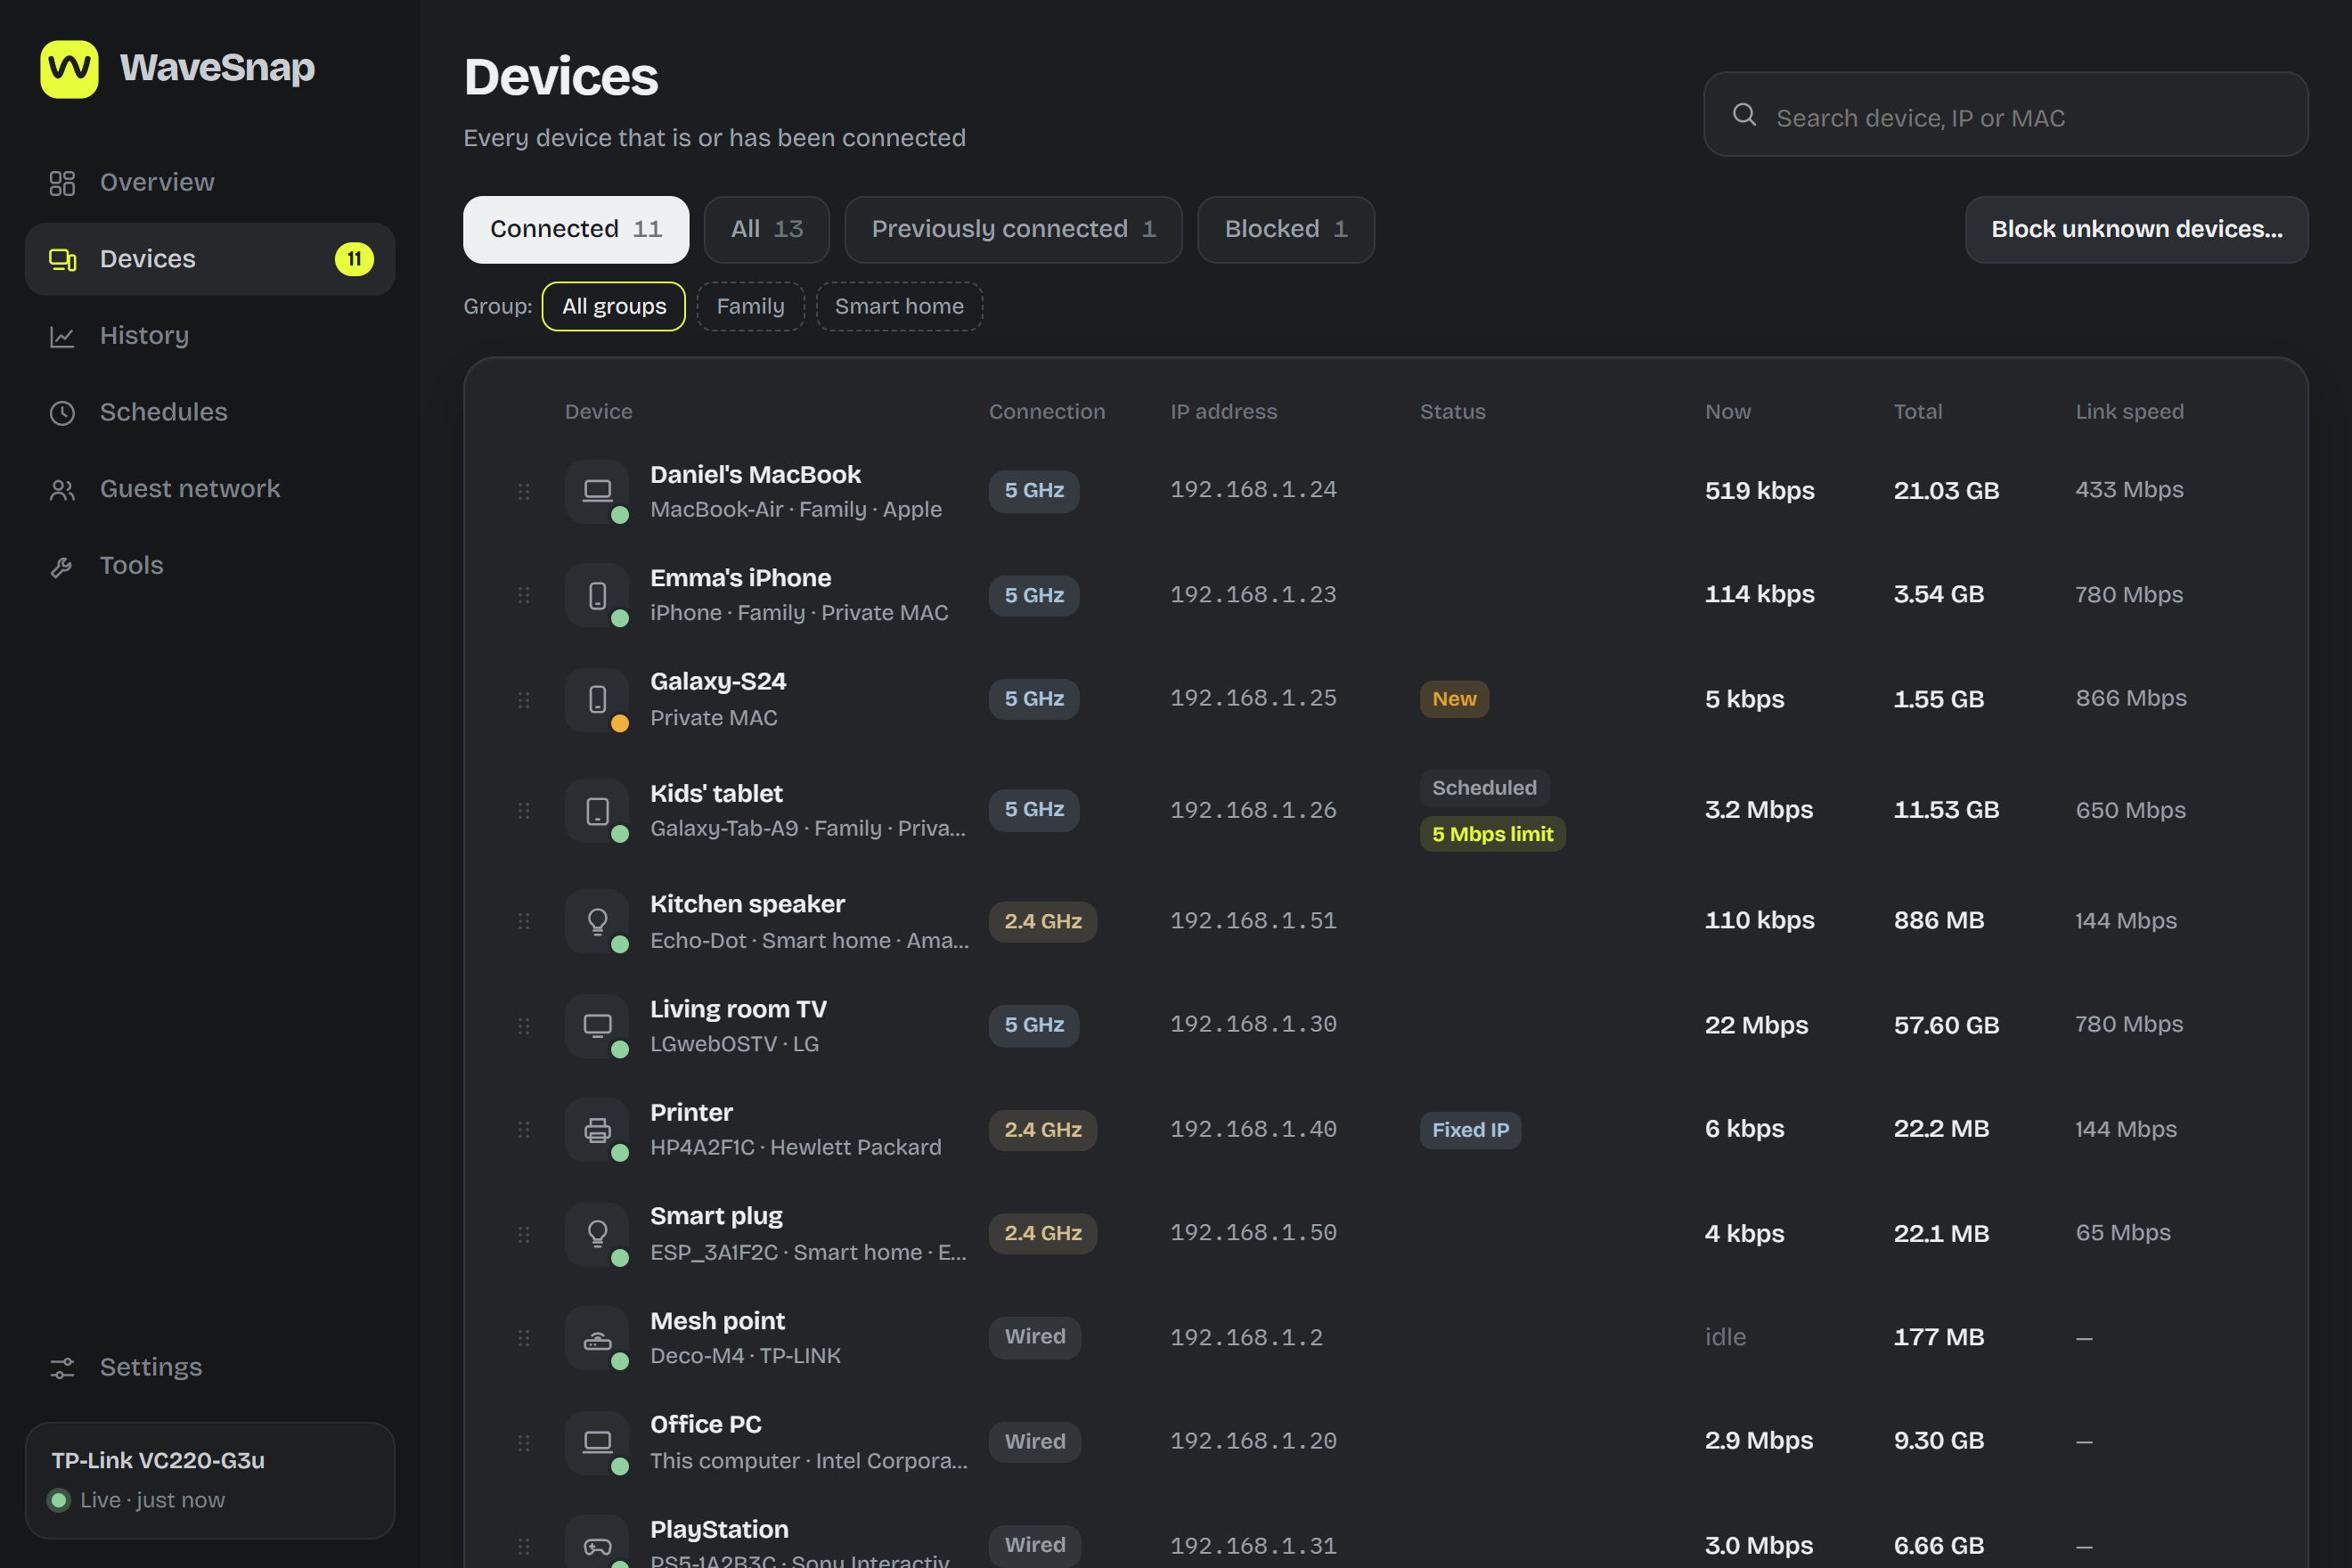 WaveSnap
Overview
Devices 11
History
Schedules
Guest network
Tools
Settings
TP-Link VC220-G3u
Live · just now
Devices
Every device that is or has been connected
Search device, IP or MAC
Connected 11 All 13 Previously connected 1 Blocked 1 Block unknown devices...
Group: All groups Family Smart home
Device Connection IP address Status Now Total Link speed
Daniel's MacBook
MacBook-Air · Family · Apple
5 GHz 192.168.1.24 519 kbps 21.03 GB 433 Mbps
Emma's iPhone
iPhone · Family · Private MAC
5 GHz 192.168.1.23 114 kbps 3.54 GB 780 Mbps
Galaxy-S24
Private MAC
5 GHz 192.168.1.25 New 5 kbps 1.55 GB 866 Mbps
Kids' tablet
Galaxy-Tab-A9 · Family · Priva...
5 GHz 192.168.1.26 Scheduled
5 Mbps limit
3.2 Mbps 11.53 GB 650 Mbps
Kitchen speaker
Echo-Dot · Smart home · Ama...
2.4 GHz 192.168.1.51 110 kbps 886 MB 144 Mbps
Living room TV
LGwebOSTV · LG
5 GHz 192.168.1.30 22 Mbps 57.60 GB 780 Mbps
Printer
HP4A2F1C · Hewlett Packard
2.4 GHz 192.168.1.40 Fixed IP 6 kbps 22.2 MB 144 Mbps
Smart plug
ESP_3A1F2C · Smart home · E...
2.4 GHz 192.168.1.50 4 kbps 22.1 MB 65 Mbps
Mesh point
Deco-M4 · TP-LINK
Wired 192.168.1.2 idle 177 MB —
Office PC
This computer · Intel Corpora...
Wired 192.168.1.20 2.9 Mbps 9.30 GB —
PlayStation
PS5-1A2B3C · Sony Interactiv...
Wired 192.168.1.31 3.0 Mbps 6.66 GB —